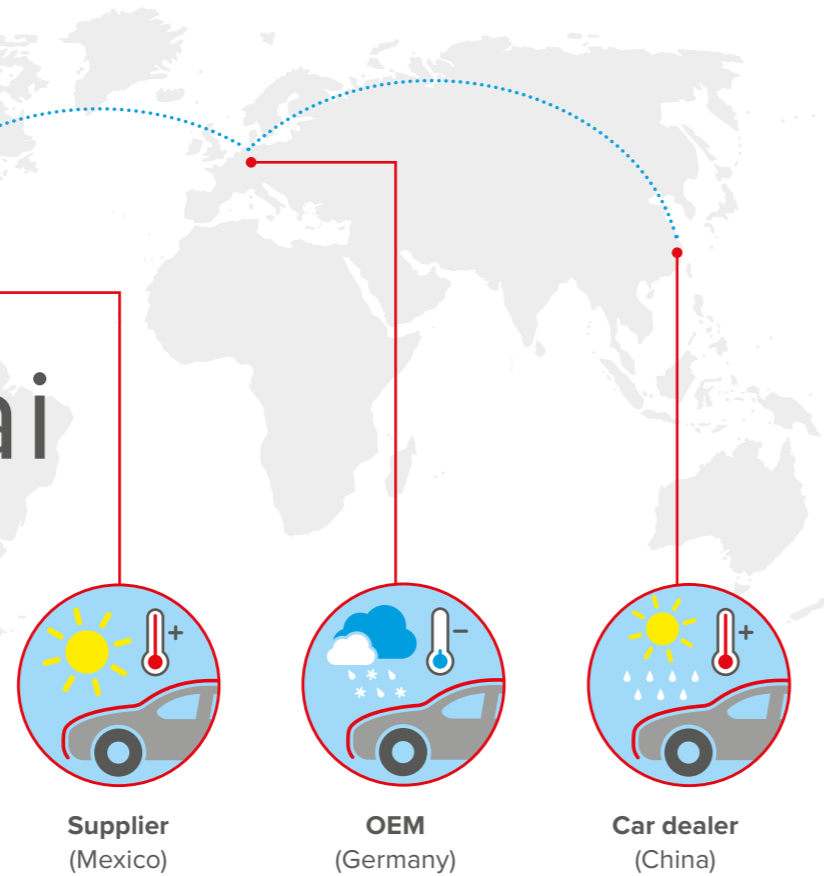 ai
Supplier
(Mexico)
OEM
(Germany)
Car dealer
(China)